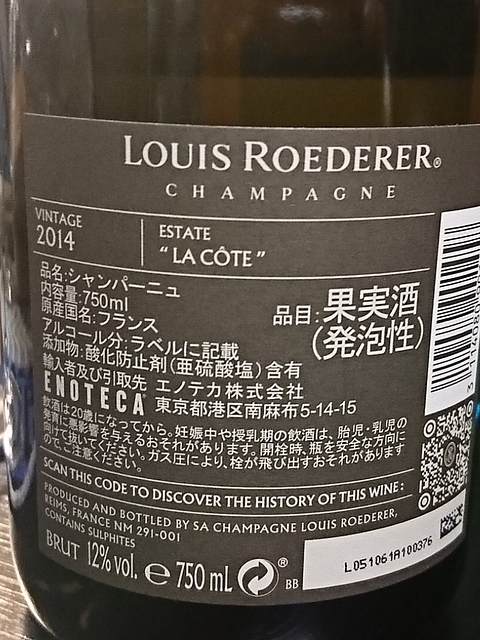 LOUIS ROEDERER®
CHAMPAGNE
VINTAGE
2014
ESTATE
"LA CÔTE"
品名:シャンパーニュ
内容量:750ml
原産国名:フランス
アルコール分:ラベルに記載
添加物:酸化防止剤(亜硫酸塩)含有
輸入者及び引取先 エノテカ株式会社
ENOTECA 東京都港区南麻布5-14-15
品目:果実酒
(発泡性)
飲酒は20歳になってから。妊娠中や授乳期の飲酒は、胎児・乳児の
発育に悪影響を与えるおそれがあります。開栓時、瓶を安全な方向に
向けて抜いてください。ガス圧により、栓が飛び出すおそれがあります
ので、ご注意ください。
SCAN THIS CODE TO DISCOVER THE HISTORY OF THIS WINE:
PRODUCED AND BOTTLED BY SA CHAMPAGNE LOUIS ROEDERER,
REIMS, FRANCE NM 291-001
CONTAINS SULPHITES
BRUT 12% vol. e 750 mL ® BB
L051061A100376